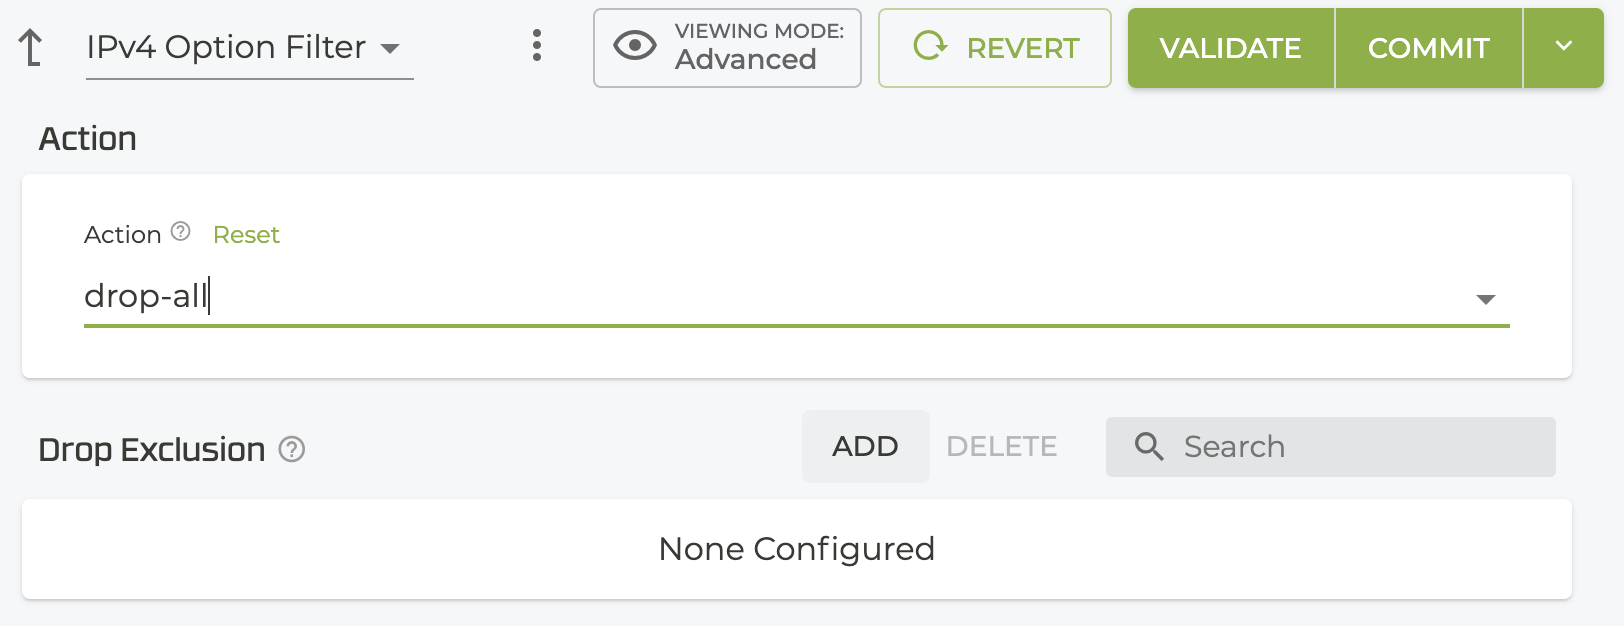 IPv4 Option Filter
VIEWING MODE:
Advanced
REVERT
VALIDATE
COMMIT
Action
Action
Reset
drop-all
Drop Exclusion
ADD
DELETE
Search
None Configured